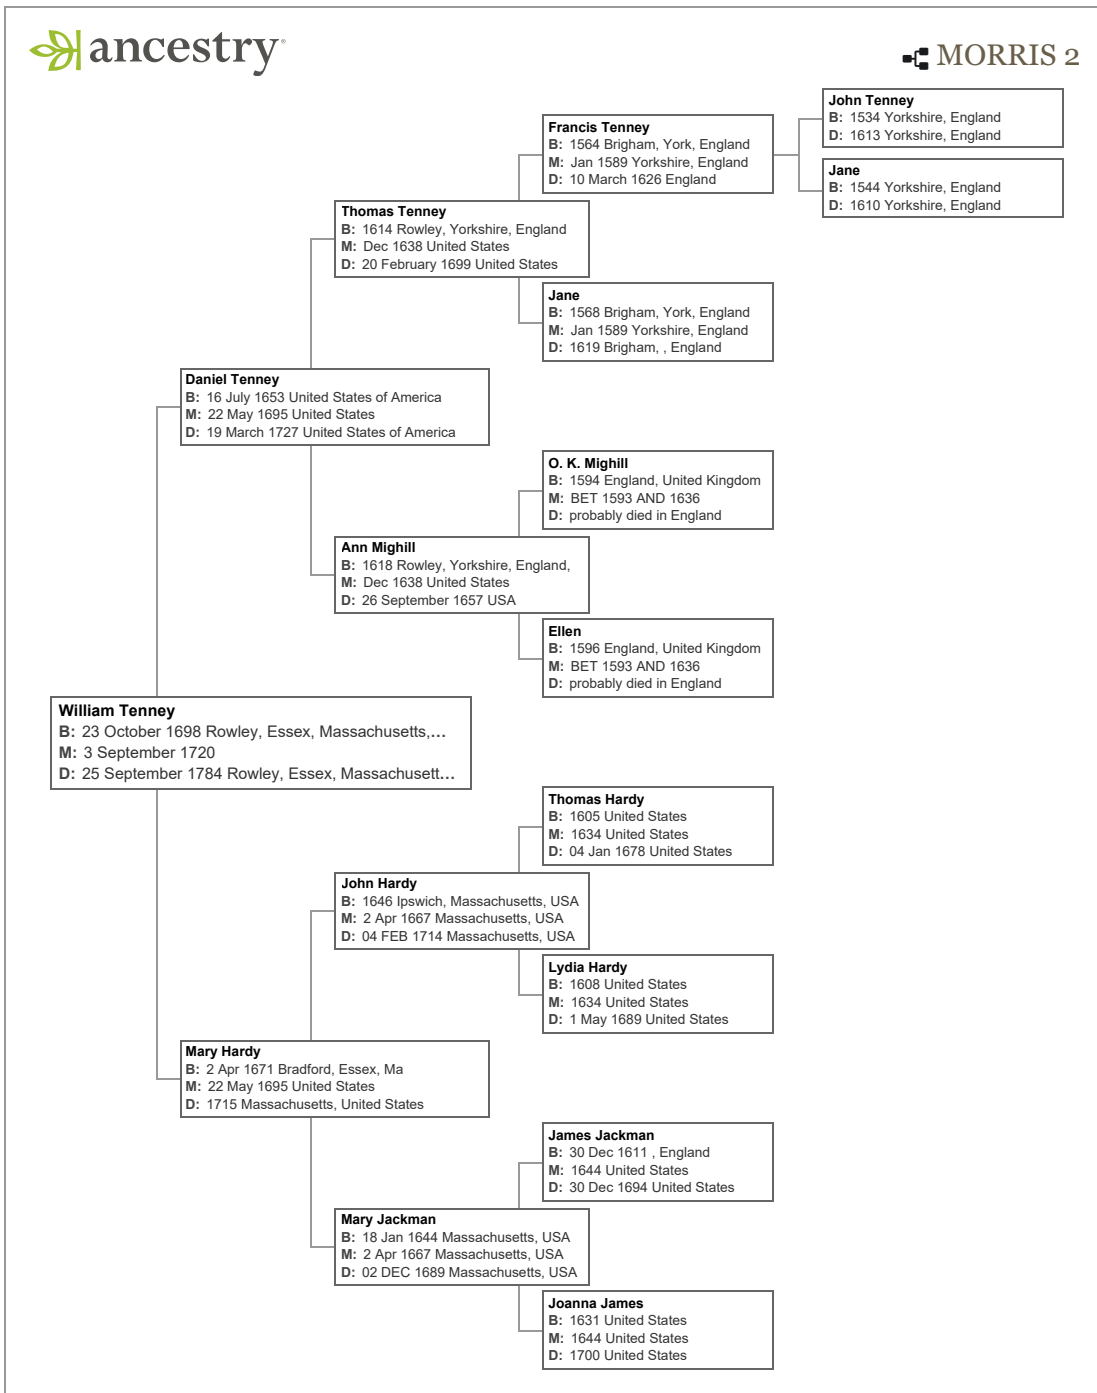 ancestry
MORRIS 2
John Tenney
B: 1534 Yorkshire, England
D: 1613 Yorkshire, England
Francis Tenney
B: 1564 Brigham, York, England
M: Jan 1589 Yorkshire, England
D: 10 March 1626 England
Jane
B: 1544 Yorkshire, England
D: 1610 Yorkshire, England
Thomas Tenney
B: 1614 Rowley, Yorkshire, England
M: Dec 1638 United States
D: 20 February 1699 United States
Jane
B: 1568 Brigham, York, England
M: Jan 1589 Yorkshire, England
D: 1619 Brigham, , England
Daniel Tenney
B: 16 July 1653 United States of America
M: 22 May 1695 United States
D: 19 March 1727 United States of America
O. K. Mighill
B: 1594 England, United Kingdom
M: BET 1593 AND 1636
D: probably died in England
Ann Mighill
B: 1618 Rowley, Yorkshire, England,
M: Dec 1638 United States
D: 26 September 1657 USA
Ellen
B: 1596 England, United Kingdom
M: BET 1593 AND 1636
D: probably died in England
William Tenney
B: 23 October 1698 Rowley, Essex, Massachusetts,...
M: 3 September 1720
D: 25 September 1784 Rowley, Essex, Massachusett...
Thomas Hardy
B: 1605 United States
M: 1634 United States
D: 04 Jan 1678 United States
John Hardy
B: 1646 Ipswich, Massachusetts, USA
M: 2 Apr 1667 Massachusetts, USA
D: 04 FEB 1714 Massachusetts, USA
Lydia Hardy
B: 1608 United States
M: 1634 United States
D: 1 May 1689 United States
Mary Hardy
B: 2 Apr 1671 Bradford, Essex, Ma
M: 22 May 1695 United States
D: 1715 Massachusetts, United States
James Jackman
B: 30 Dec 1611 , England
M: 1644 United States
D: 30 Dec 1694 United States
Mary Jackman
B: 18 Jan 1644 Massachusetts, USA
M: 2 Apr 1667 Massachusetts, USA
D: 02 DEC 1689 Massachusetts, USA
Joanna James
B: 1631 United States
M: 1644 United States
D: 1700 United States